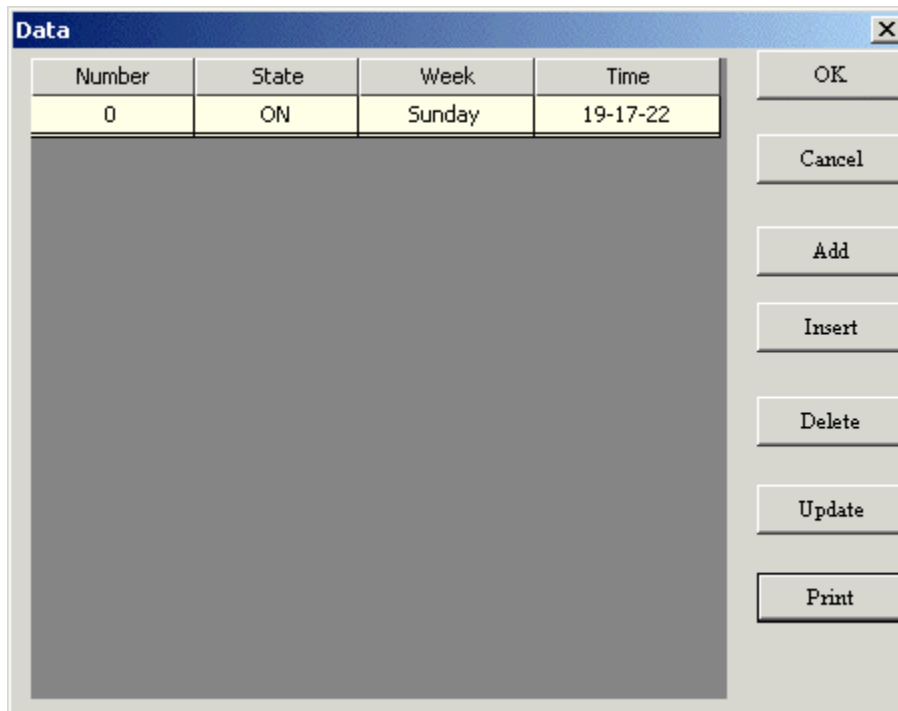 Data
Number State Week Time
0 ON Sunday 19-17-22
OK
Cancel
Add
Insert
Delete
Update
Print